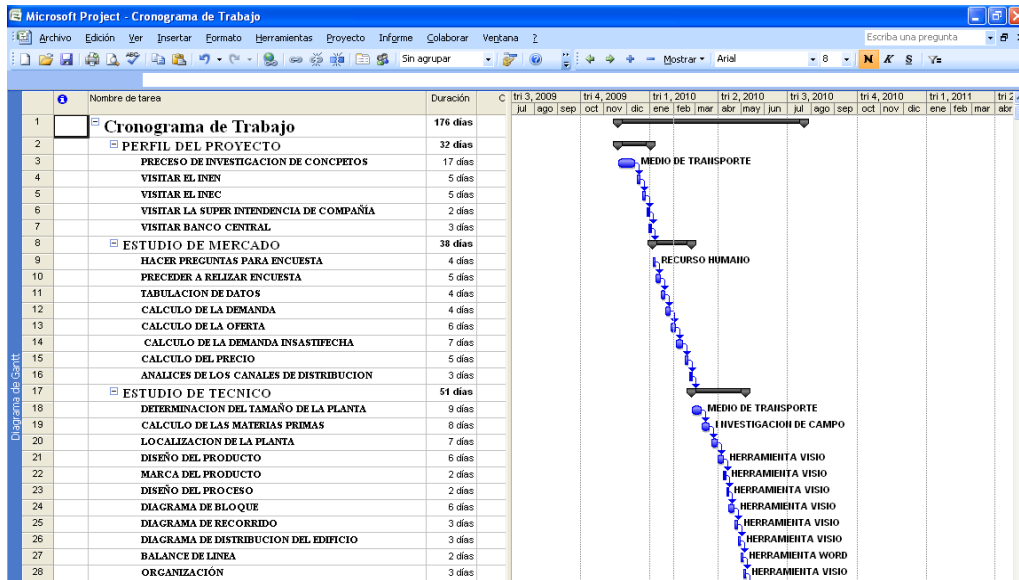 Microsoft Project - Cronograma de Trabajo
Archivo Edición Ver Insertar Formato Herramientas Proyecto Informe Colaborar Ventana ? Escriba una pregunta
Sin agrupar Mostrar Arial 8 N K S
Nombre de tarea Duración C tri 3, 2009 tri 4, 2009 tri 1, 2010 tri 2, 2010 tri 3, 2010 tri 4, 2010 tri 1, 2011 tri 2
jul ago sep oct nov dic ene feb mar abr may jun jul ago sep oct nov dic ene feb mar abr
1 Cronograma de Trabajo 176 días
2 PERFIL DEL PROYECTO 32 días
3 PRECESO DE INVESTIGACION DE CONCPETOS 17 días MEDIO DE TRANSPORTE
4 VISITAR EL INEN 5 días
5 VISITAR EL INEC 5 días
6 VISITAR LA SUPER INTENDENCIA DE COMPAÑÍA 2 días
7 VISITAR BANCO CENTRAL 3 días
8 ESTUDIO DE MERCADO 38 días
9 HACER PREGUNTAS PARA ENCUESTA 4 días RECURSO HUMANO
10 PRECEDER A RELIZAR ENCUESTA 5 días
11 TABULACION DE DATOS 4 días
12 CALCULO DE LA DEMANDA 4 días
13 CALCULO DE LA OFERTA 6 días
14 CALCULO DE LA DEMANDA INSASTIFECHA 7 días
15 CALCULO DEL PRECIO 5 días
16 ANALICES DE LOS CANALES DE DISTRIBUCION 3 días
17 ESTUDIO DE TECNICO 51 días
18 DETERMINACION DEL TAMAÑO DE LA PLANTA 9 días MEDIO DE TRANSPORTE
19 CALCULO DE LAS MATERIAS PRIMAS 8 días INVESTIGACION DE CAMPO
20 LOCALIZACION DE LA PLANTA 7 días
21 DISEÑO DEL PRODUCTO 6 días HERRAMIENTA VISIO
22 MARCA DEL PRODUCTO 2 días HERRAMIENTA VISIO
23 DISEÑO DEL PROCESO 2 días HERRAMIENTA VISIO
24 DIAGRAMA DE BLOQUE 6 días HERRAMIENTA VISIO
25 DIAGRAMA DE RECORRIDO 3 días HERRAMIENTA VISIO
26 DIAGRAMA DE DISTRIBUCION DEL EDIFICIO 3 días HERRAMIENTA VISIO
27 BALANCE DE LINEA 2 días HERRAMIENTA WORD
28 ORGANIZACIÓN 3 días HERRAMIENTA VISIO
Diagrama de Gantt